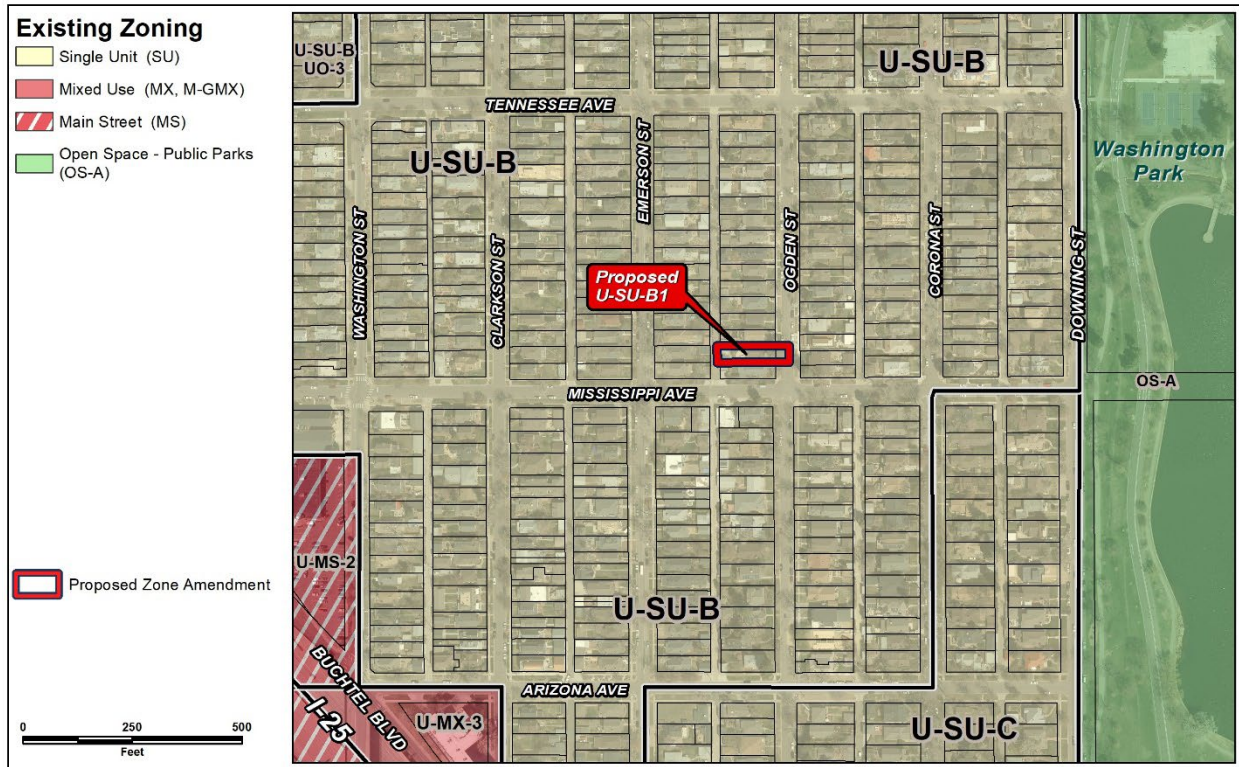 Existing Zoning
Single Unit (SU)
Mixed Use (MX, M-GMX)
Main Street (MS)
Open Space - Public Parks
(OS-A)
Proposed Zone Amendment
0 250 500
Feet
U-SU-B
UO-3
U-SU-B
TENNESSEE AVE
U-SU-B
Washington
Park
WASHINGTON ST
CLARKSON ST
EMERSON ST
OGDEN ST
CORONA ST
DOWNING ST
Proposed
U-SU-B1
MISSISSIPPI AVE
OS-A
U-MS-2
U-SU-B
BUCHTEL BLVD
I-25
U-MX-3
ARIZONA AVE
U-SU-C